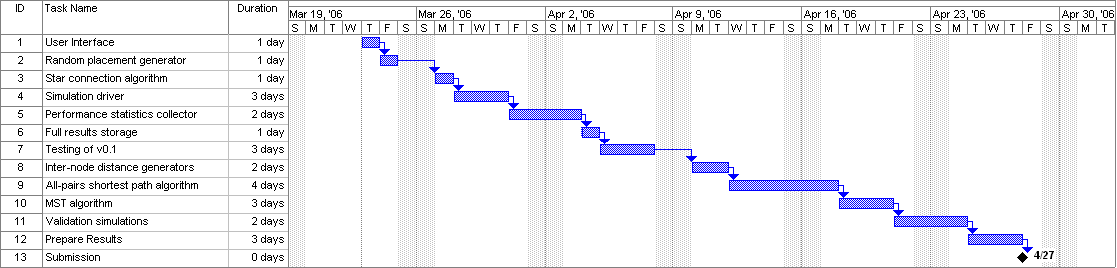 ID Task Name Duration Mar 19, '06 Mar 26, '06 Apr 2, '06 Apr 9, '06 Apr 16, '06 Apr 23, '06 Apr 30, '06
S M T W T F S S M T W T F S S M T W T F S S M T W T F S S M T W T F S S M T W T F S S M T
1 User Interface 1 day
2 Random placement generator 1 day
3 Star connection algorithm 1 day
4 Simulation driver 3 days
5 Performance statistics collector 2 days
6 Full results storage 1 day
7 Testing of v0.1 3 days
8 Inter-node distance generators 2 days
9 All-pairs shortest path algorithm 4 days
10 MST algorithm 3 days
11 Validation simulations 2 days
12 Prepare Results 3 days
13 Submission 0 days 4/27